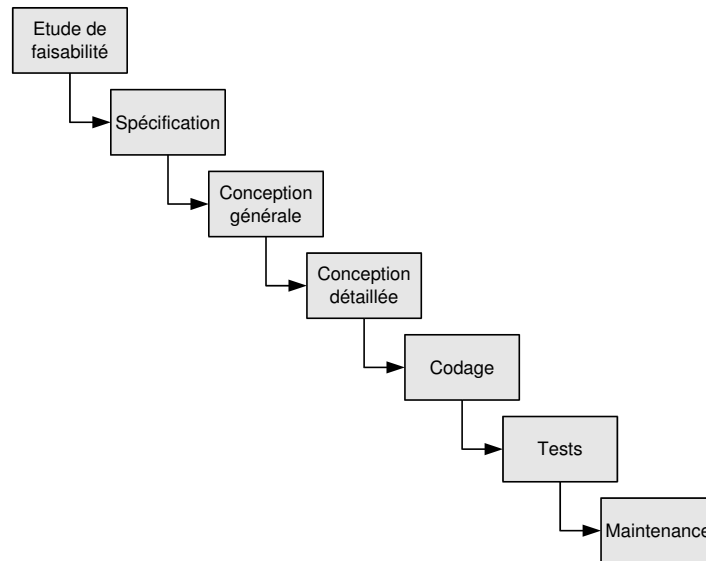 Etude de
faisabilité
Spécification
Conception
générale
Conception
détaillée
Codage
Tests
Maintenance